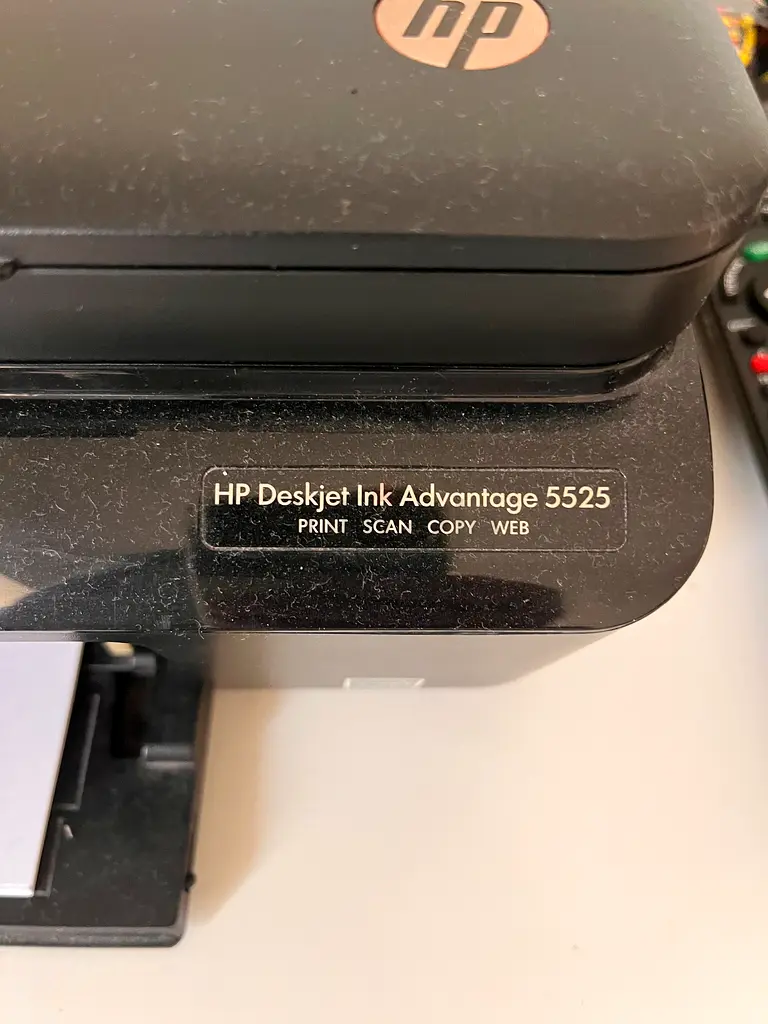 hp
HP Deskjet Ink Advantage 5525
PRINT SCAN COPY WEB